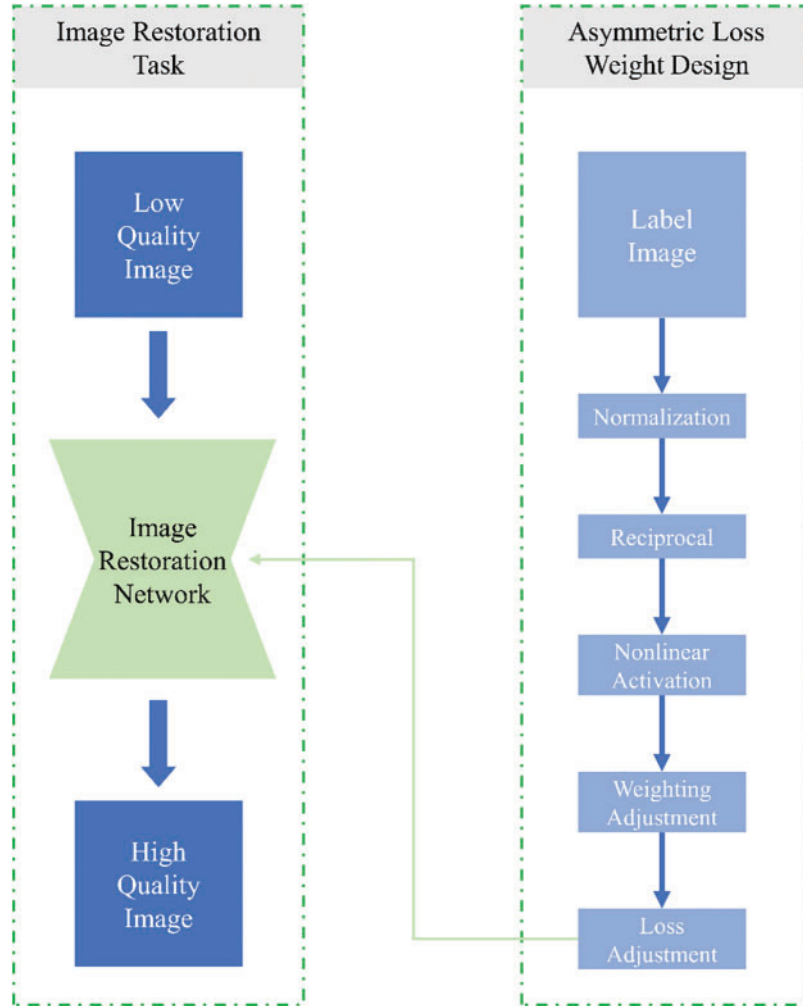 Image Restoration
Task
Low
Quality
Image
Image
Restoration
Network
High
Quality
Image
Asymmetric Loss
Weight Design
Label
Image
Normalization
Reciprocal
Nonlinear
Activation
Weighting
Adjustment
Loss
Adjustment